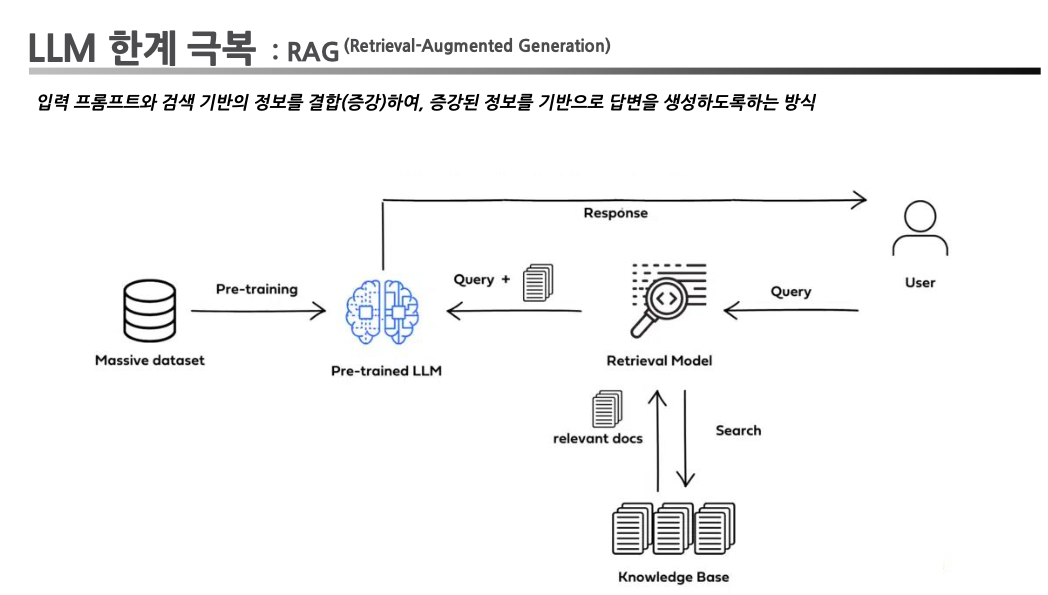 LLM 한계 극복 : RAG (Retrieval-Augmented Generation)
입력 프롬프트와 검색 기반의 정보를 결합(증강)하여, 증강된 정보를 기반으로 답변을 생성하도록하는 방식
Response
User
Pre-training
Query +
Query
Massive dataset
Pre-trained LLM
Retrieval Model
relevant docs
Search
Knowledge Base